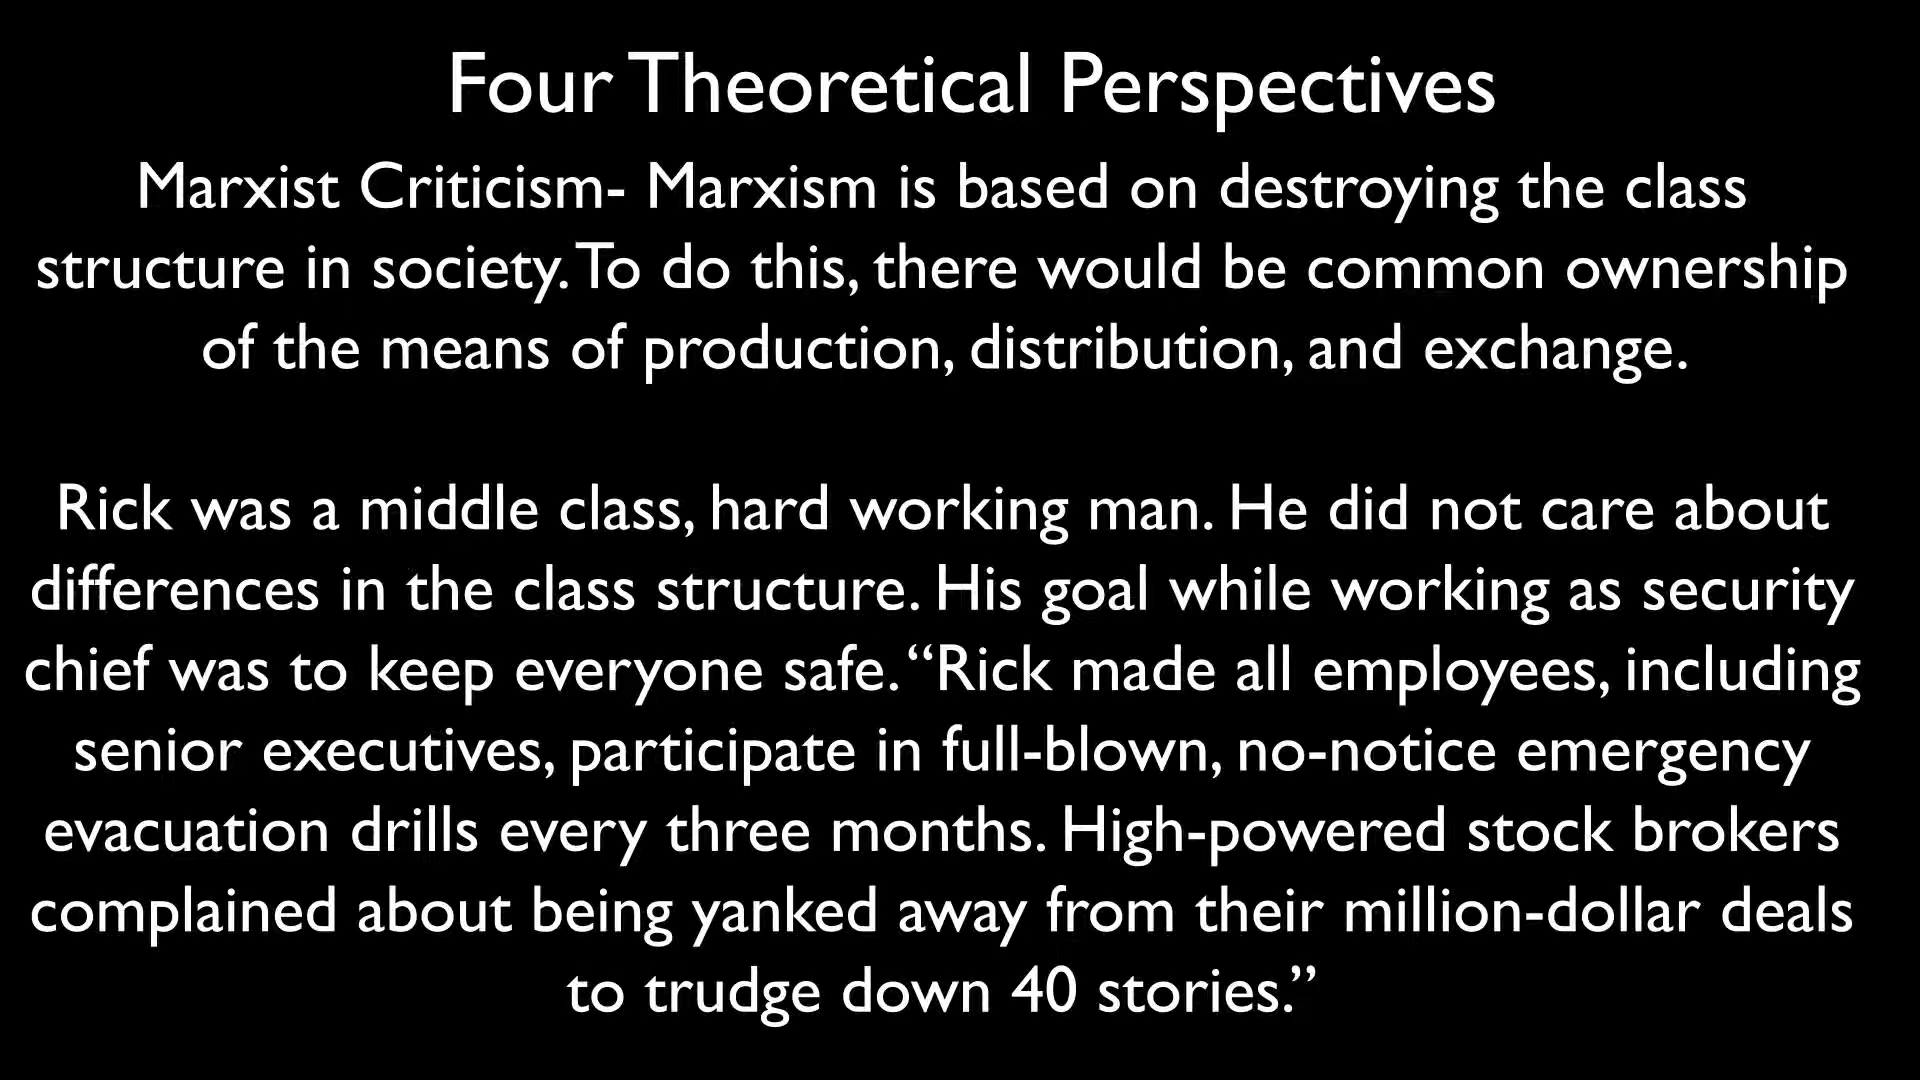 Four Theoretical Perspectives
Marxist Criticism- Marxism is based on destroying the class
structure in society. To do this, there would be common ownership
of the means of production, distribution, and exchange.
Rick was a middle class, hard working man. He did not care about
differences in the class structure. His goal while working as security
chief was to keep everyone safe. “Rick made all employees, including
senior executives, participate in full-blown, no-notice emergency
evacuation drills every three months. High-powered stock brokers
complained about being yanked away from their million-dollar deals
to trudge down 40 stories.”